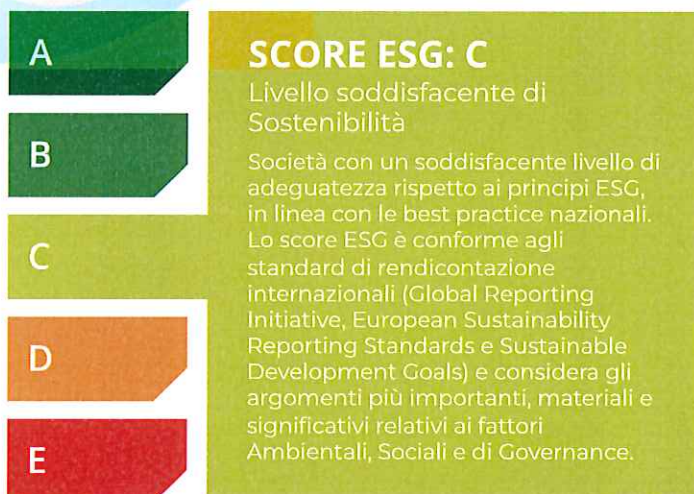 A
B
C
D
E
SCORE ESG: C
Livello soddisfacente di
Sostenibilità
Società con un soddisfacente livello di
adeguatezza rispetto ai principi ESG,
in linea con le best practice nazionali.
Lo score ESG è conforme agli
standard di rendicontazione
internazionali (Global Reporting
Initiative, European Sustainability
Reporting Standards e Sustainable
Development Goals) e considera gli
argomenti più importanti, materiali e
significativi relativi ai fattori
Ambientali, Sociali e di Governance.